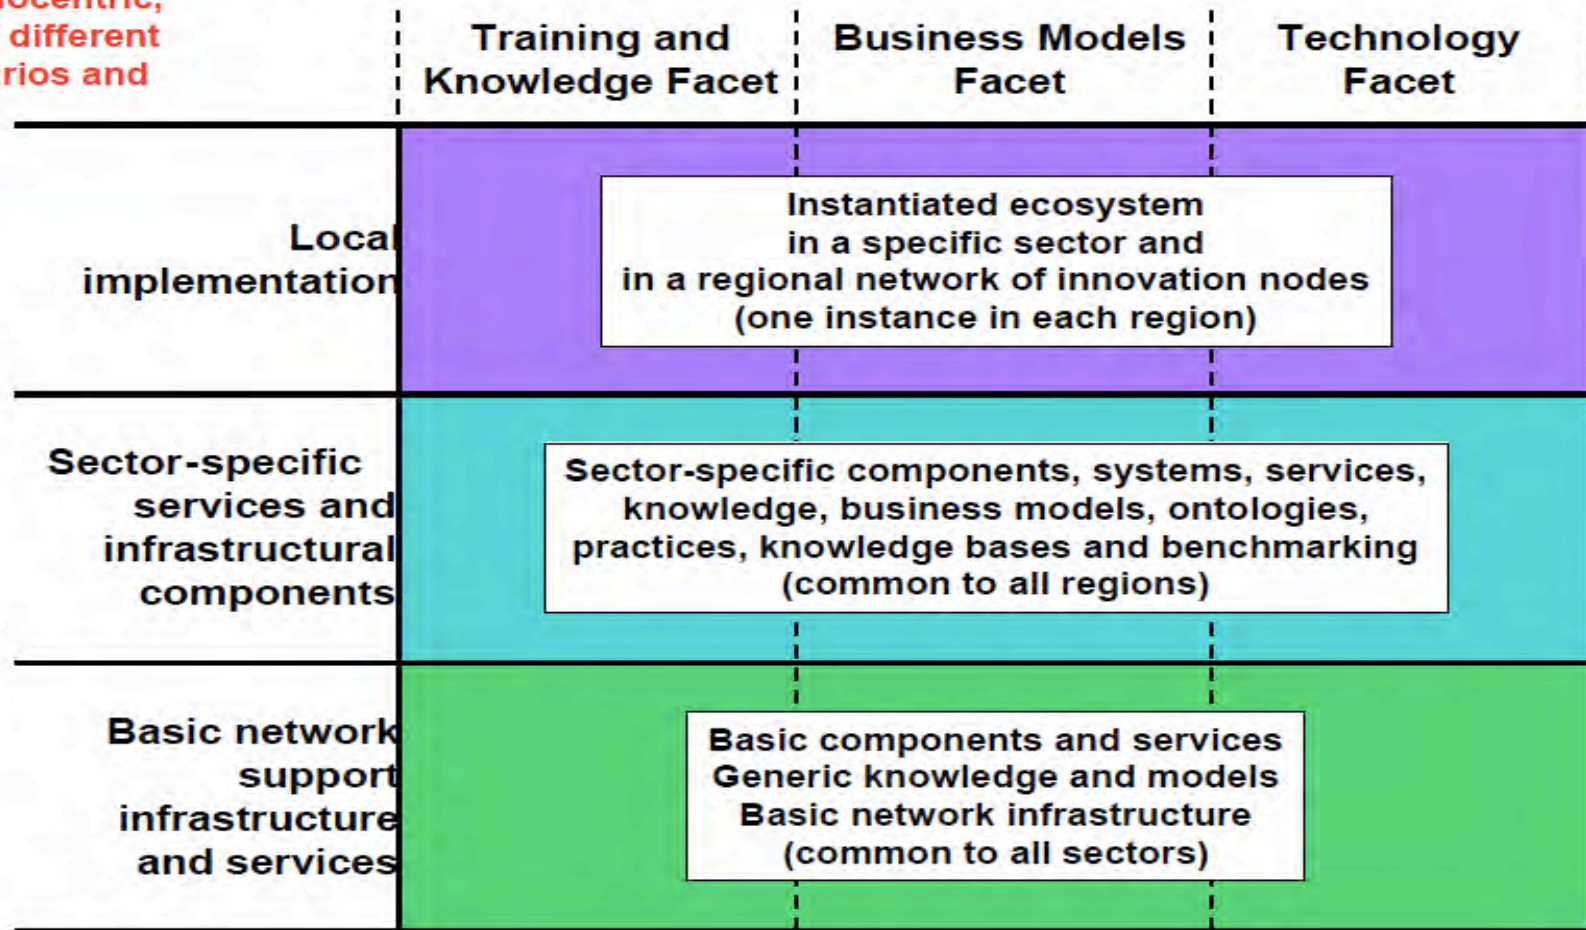 different
and
Training and
Knowledge Facet
Business Models
Facet
Technology
Facet
Local
implementation
Instantiated ecosystem
in a specific sector and
in a regional network of innovation nodes
(one instance in each region)
Sector-specific
services and
infrastructural
components
Sector-specific components, systems, services,
knowledge, business models, ontologies,
practices, knowledge bases and benchmarking
(common to all regions)
Basic network
support
infrastructure
and services
Basic components and services
Generic knowledge and models
Basic network infrastructure
(common to all sectors)